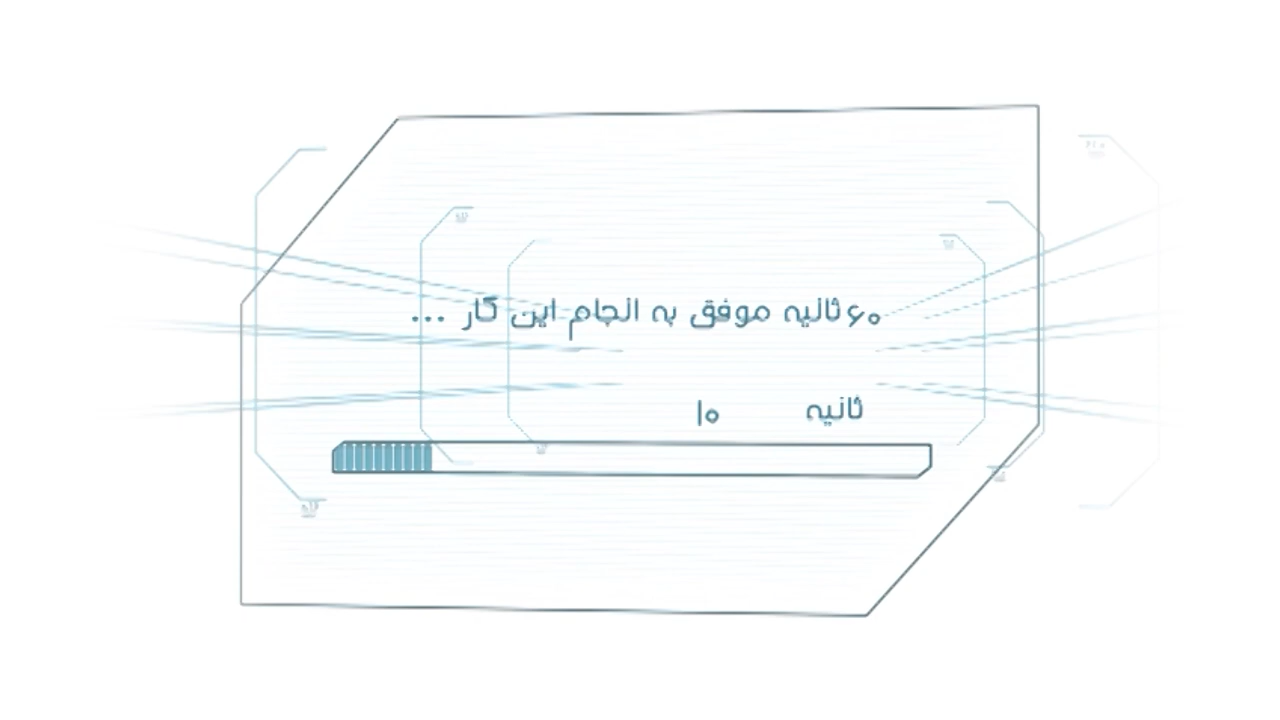 ۶۰ثانیه موفق به انجام این کار ...
ثانیه ۱۰